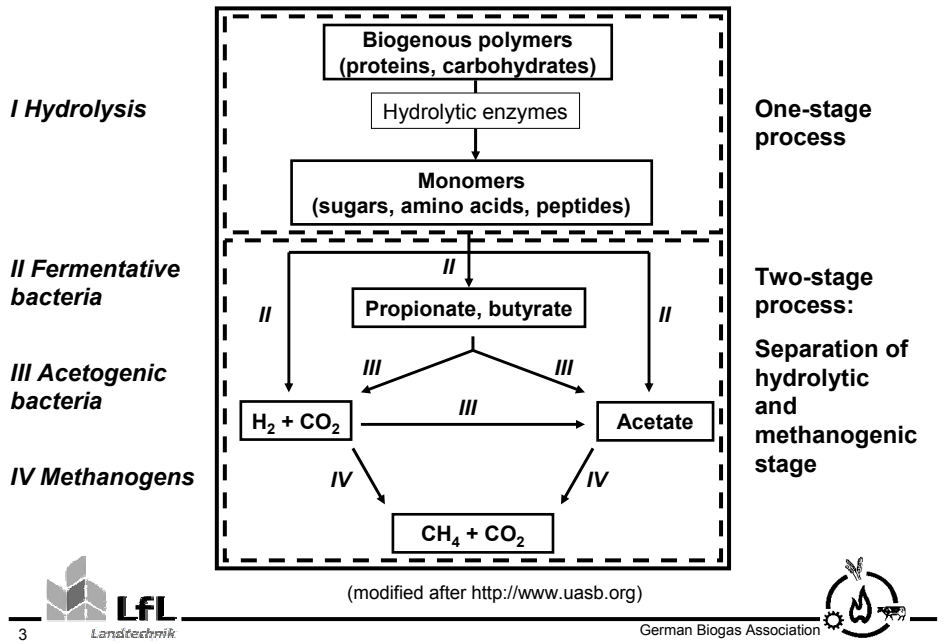 Biogenous polymers
(proteins, carbohydrates)
I Hydrolysis
Hydrolytic enzymes
One-stage
process
Monomers
(sugars, amino acids, peptides)
II Fermentative
bacteria
II
Propionate, butyrate
II
II
Two-stage
process:
Separation of
hydrolytic
and
methanogenic
stage
III Acetogenic
bacteria
III
III
H₂ + CO₂
III
Acetate
IV Methanogens
IV
IV
CH₄ + CO₂
(modified after http://www.uasb.org)
LfL
Landtechnik
3
German Biogas Association